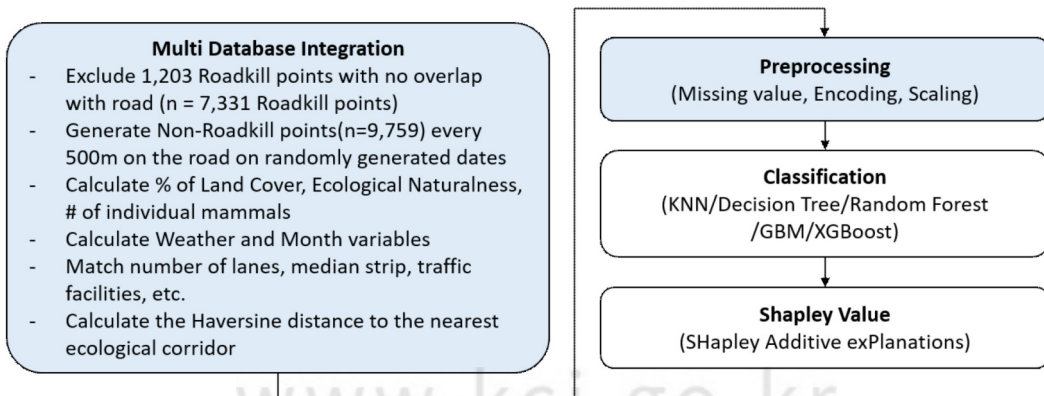 Multi Database Integration
- Exclude 1,203 Roadkill points with no overlap
with road (n = 7,331 Roadkill points)
- Generate Non-Roadkill points(n=9,759) every
500m on the road on randomly generated dates
- Calculate % of Land Cover, Ecological Naturalness,
# of individual mammals
- Calculate Weather and Month variables
- Match number of lanes, median strip, traffic
facilities, etc.
- Calculate the Haversine distance to the nearest
ecological corridor
Preprocessing
(Missing value, Encoding, Scaling)
Classification
(KNN/Decision Tree/Random Forest
/GBM/XGBoost)
Shapley Value
(SHapley Additive exPlanations)
www.kci.go.kr